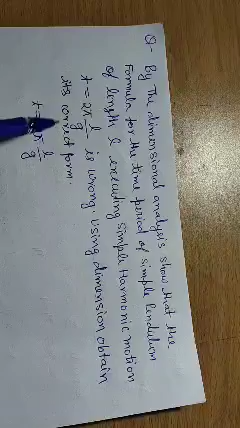 Q- By The dimensional analysis show that the
Formula for the time period of simple Pendulum
of length l executing Simple Harmonic motion
t = 2π l/g is wrong. Using dimension obtain
its correct form.
t = 2π l/g